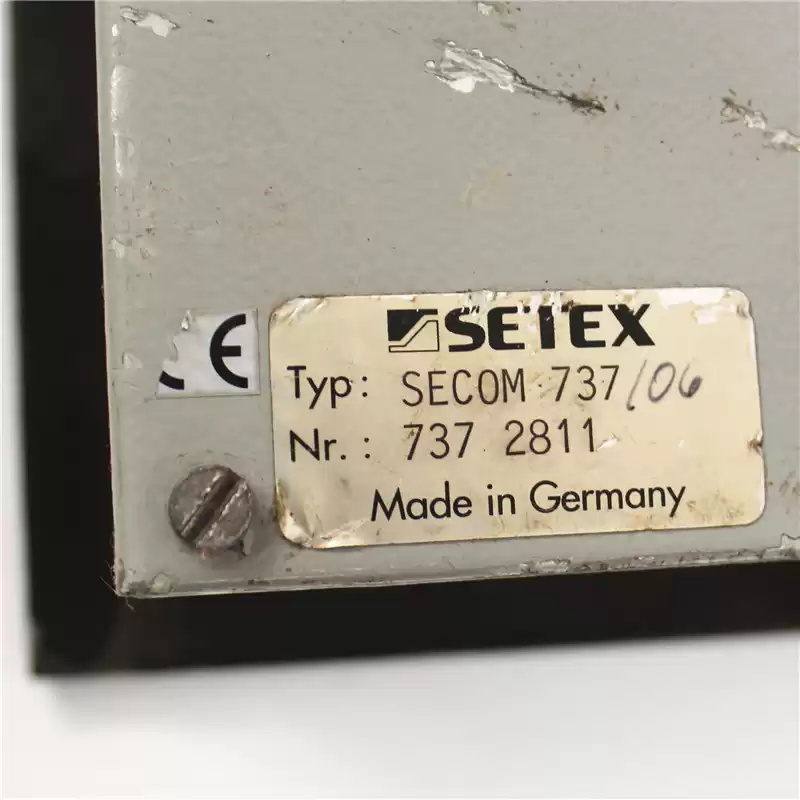 CE
SETEX
Typ: SECOM 737/06
Nr.: 737 2811
Made in Germany